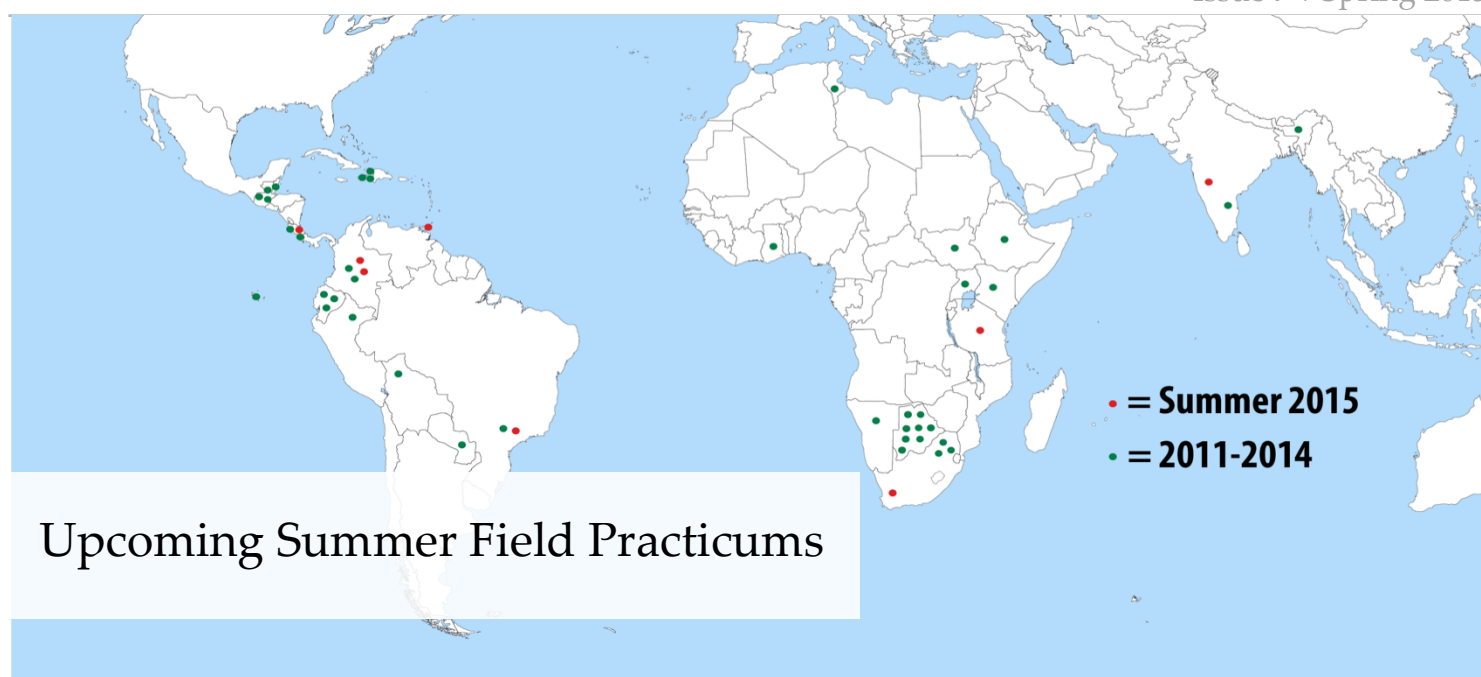 = Summer 2015
= 2011-2014
Upcoming Summer Field Practicums